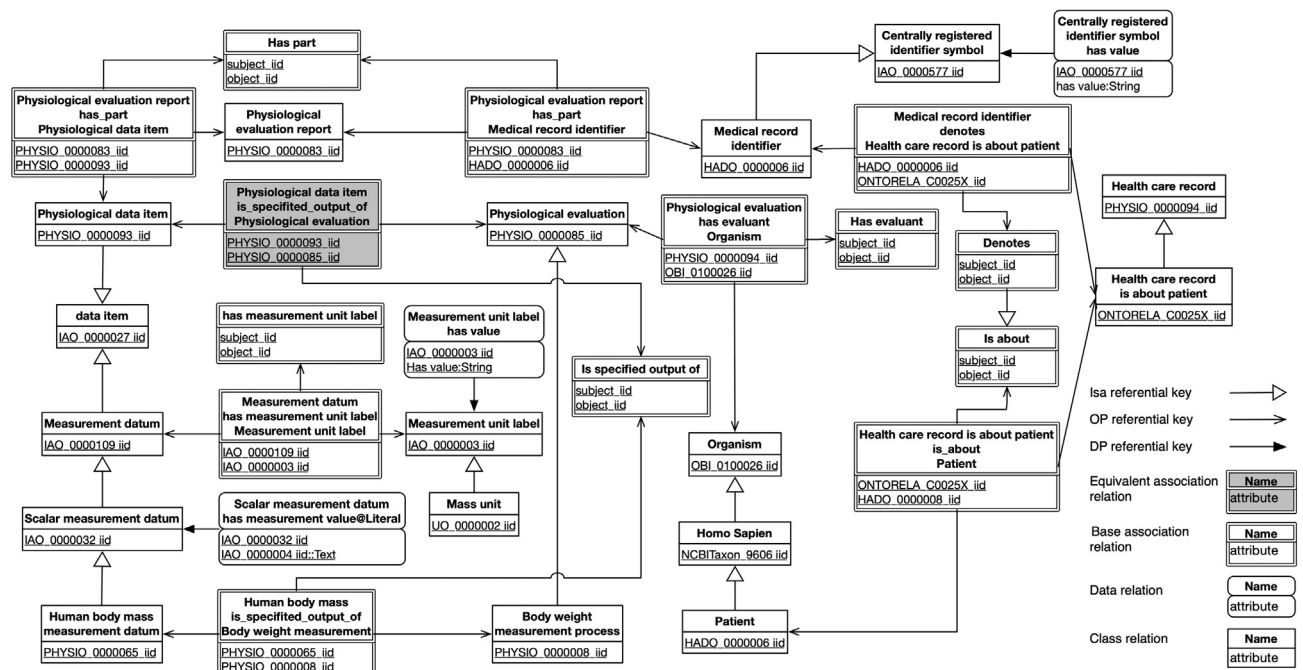 Has part
subject_iid
object_iid
Centrally registered
identifier symbol
IAO_0000577 iid
Centrally registered
identifier symbol
has value
IAO_0000577 iid
has value:String
Physiological evaluation report
has_part
Physiological data item
PHYSIO_0000083_iid
PHYSIO_0000093_iid
Physiological
evaluation report
PHYSIO_0000083_iid
Physiological evaluation report
has_part
Medical record identifier
PHYSIO_0000083_iid
HADO_0000006 iid
Medical record
identifier
HADO_0000006 iid
Medical record identifier
denotes
Health care record is about patient
HADO_0000006 iid
ONTORELA_C0025X_iid
Health care record
PHYSIO_0000094_iid
Physiological data item
PHYSIO_0000093_iid
Physiological data item
is_specifited_output_of
Physiological evaluation
PHYSIO_0000093_iid
PHYSIO_0000085_iid
Physiological evaluation
PHYSIO_0000085_iid
Physiological evaluation
has evaluant
Organism
PHYSIO_0000094_iid
OBI_0100026 iid
Has evaluant
subject_iid
object_iid
Denotes
subject_iid
object_iid
Health care record
is about patient
ONTORELA_C0025X_iid
data item
IAO_0000027 iid
has measurement unit label
subject_iid
object_iid
Measurement unit label
has value
IAO_0000003 iid
Has value:String
Is specified output of
subject_iid
object_iid
Is about
subject_iid
object_iid
Measurement datum
IAO_0000109 iid
Measurement datum
has measurement unit label
Measurement unit label
IAO_0000109 iid
IAO_0000003 iid
Measurement unit label
IAO_0000003 iid
Organism
OBI_0100026 iid
Health care record is about patient
is_about
Patient
ONTORELA_C0025X_iid
HADO_0000008_iid
Scalar measurement datum
IAO_0000032 iid
Scalar measurement datum
has measurement value@Literal
IAO_0000032 iid
IAO_0000004 iid::Text
Mass unit
UO_0000002 iid
Homo Sapien
NCBITaxon_9606 iid
Human body mass
measurement datum
PHYSIO_0000065_iid
Human body mass
is_specifited_output_of
Body weight measurement
PHYSIO_0000065_iid
PHYSIO_0000008_iid
Body weight
measurement process
PHYSIO_0000008_iid
Patient
HADO_0000006 iid
Isa referential key
OP referential key
DP referential key
Equivalent association
relation
Name
attribute
Base association
relation
Name
attribute
Data relation
Name
attribute
Class relation
Name
attribute